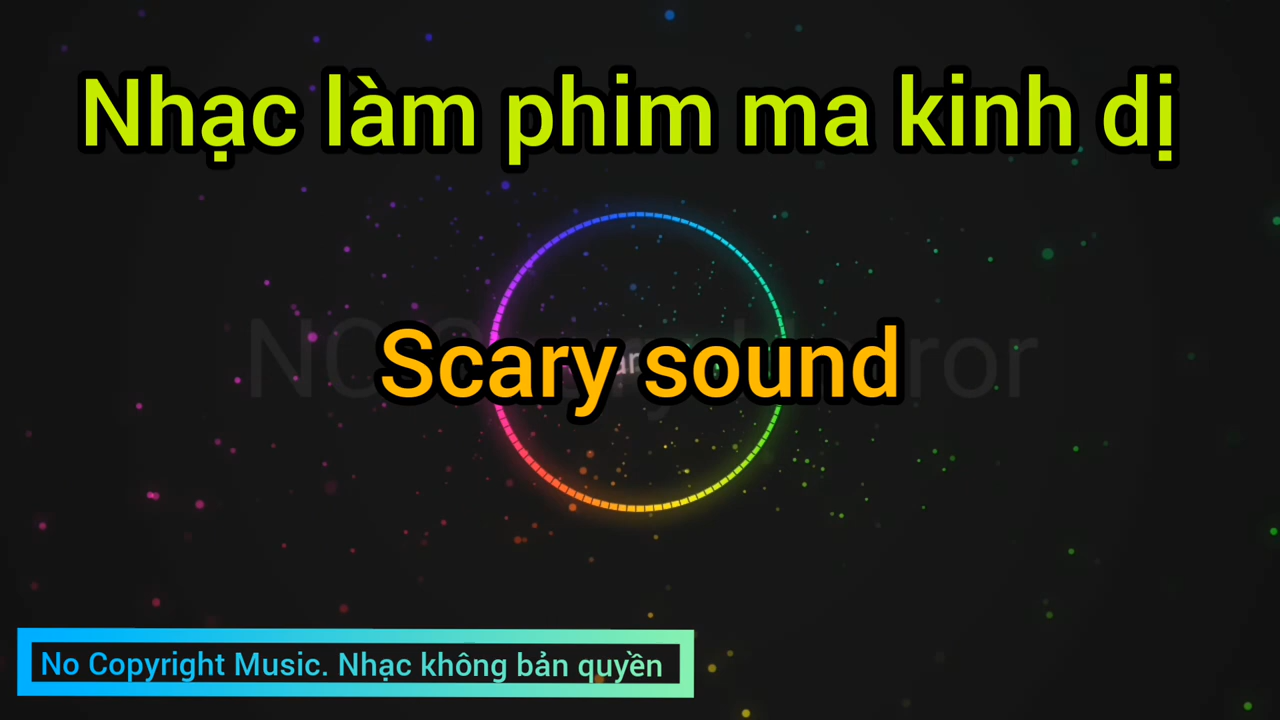 Nhạc làm phim ma kinh dị
Scary sound
No Copyright Music. Nhạc không bản quyền